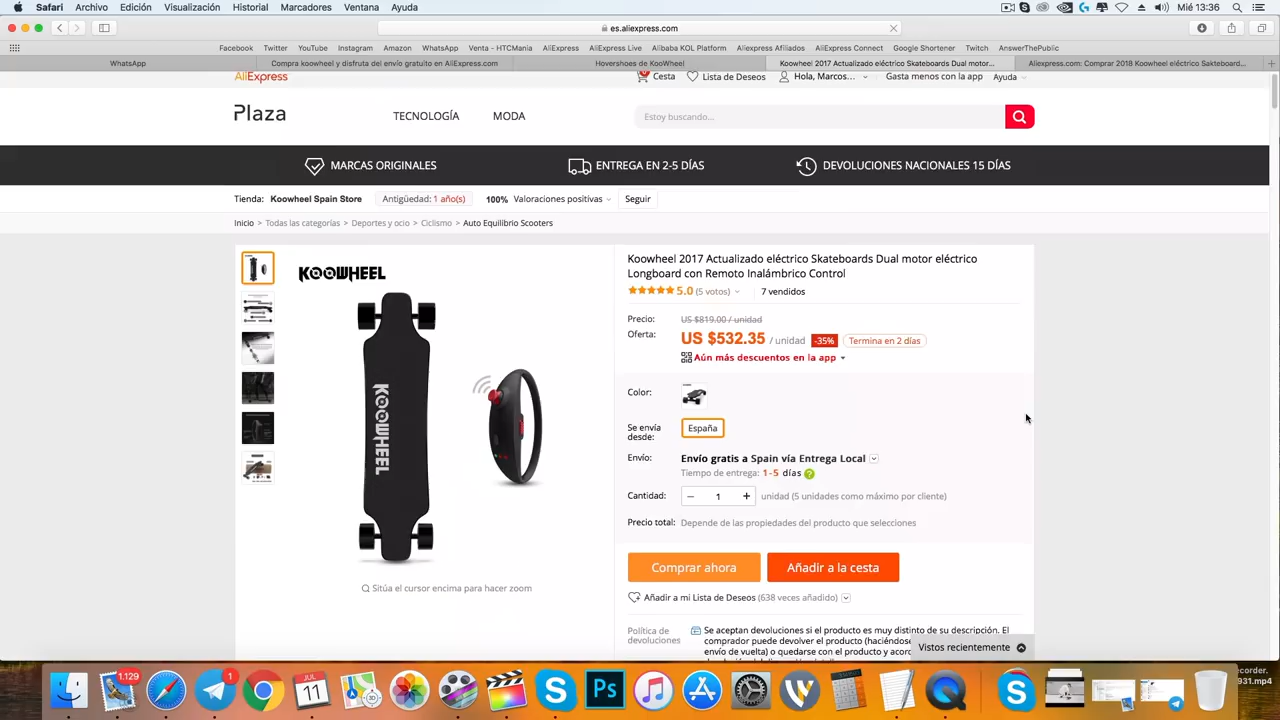 Safari Archivo Edición Visualización Historial Marcadores Ventana Ayuda Mié 13:36
es.aliexpress.com
Facebook Twitter YouTube Instagram Amazon WhatsApp Venta - HTCMania AliExpress AliExpress Live Alibaba KOL Platform Aliexpress Afiliados AliExpress Connect Google Shortener Twitch AnswerThePublic
WhatsApp Compra koowheel y disfruta del envío gratuito en AliExpress.com Hovershoes de KooWheel Koowheel 2017 Actualizado eléctrico Skateboards Dual motor... Aliexpress.com: Comprar 2018 Koowheel eléctrico Sakteboard...
AliExpress Cesta Lista de Deseos Hola, Marcos... Gasta menos con la app Ayuda
Plaza TECNOLOGÍA MODA Estoy buscando...
MARCAS ORIGINALES ENTREGA EN 2-5 DÍAS DEVOLUCIONES NACIONALES 15 DÍAS
Tienda: Koowheel Spain Store Antigüedad: 1 año(s) 100% Valoraciones positivas Seguir
Inicio > Todas las categorías > Deportes y ocio > Ciclismo > Auto Equilibrio Scooters
KOOWHEEL
KOOWHEEL
Sitúa el cursor encima para hacer zoom
Koowheel 2017 Actualizado eléctrico Skateboards Dual motor eléctrico
Longboard con Remoto Inalámbrico Control
5.0 (5 votos) 7 vendidos
Precio: US $819.00 / unidad
Oferta: US $532.35 / unidad -35% Termina en 2 días
Aún más descuentos en la app
Color:
Se envía desde: España
Envío: Envío gratis a Spain vía Entrega Local
Tiempo de entrega: 1-5 días ?
Cantidad: − 1 + unidad (5 unidades como máximo por cliente)
Precio total: Depende de las propiedades del producto que selecciones
Comprar ahora Añadir a la cesta
Añadir a mi Lista de Deseos (638 veces añadido)
Política de devoluciones
Se aceptan devoluciones si el producto es muy distinto de su descripción. El
comprador puede devolver el producto (haciéndose
envío de vuelta) o quedarse con el producto y acord
Vistos recientemente
1.129 1 JUL 11 Ps
ecorder.
931.mp4